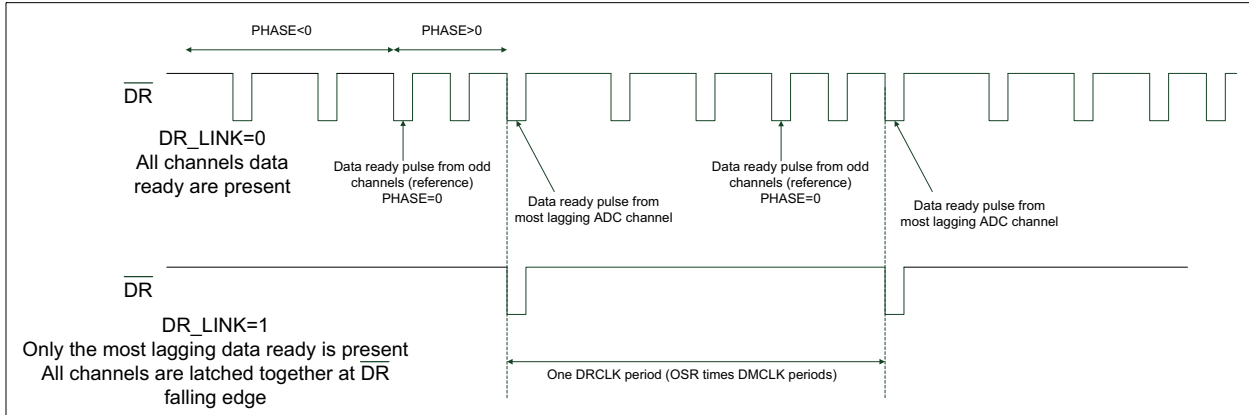 PHASE<0
PHASE>0
DR
DR_LINK=0
All channels data
ready are present
Data ready pulse from odd
channels (reference)
PHASE=0
Data ready pulse from
most lagging ADC channel
Data ready pulse from odd
channels (reference)
PHASE=0
Data ready pulse from
most lagging ADC channel
DR
DR_LINK=1
Only the most lagging data ready is present
All channels are latched together at DR
falling edge
One DRCLK period (OSR times DMCLK periods)